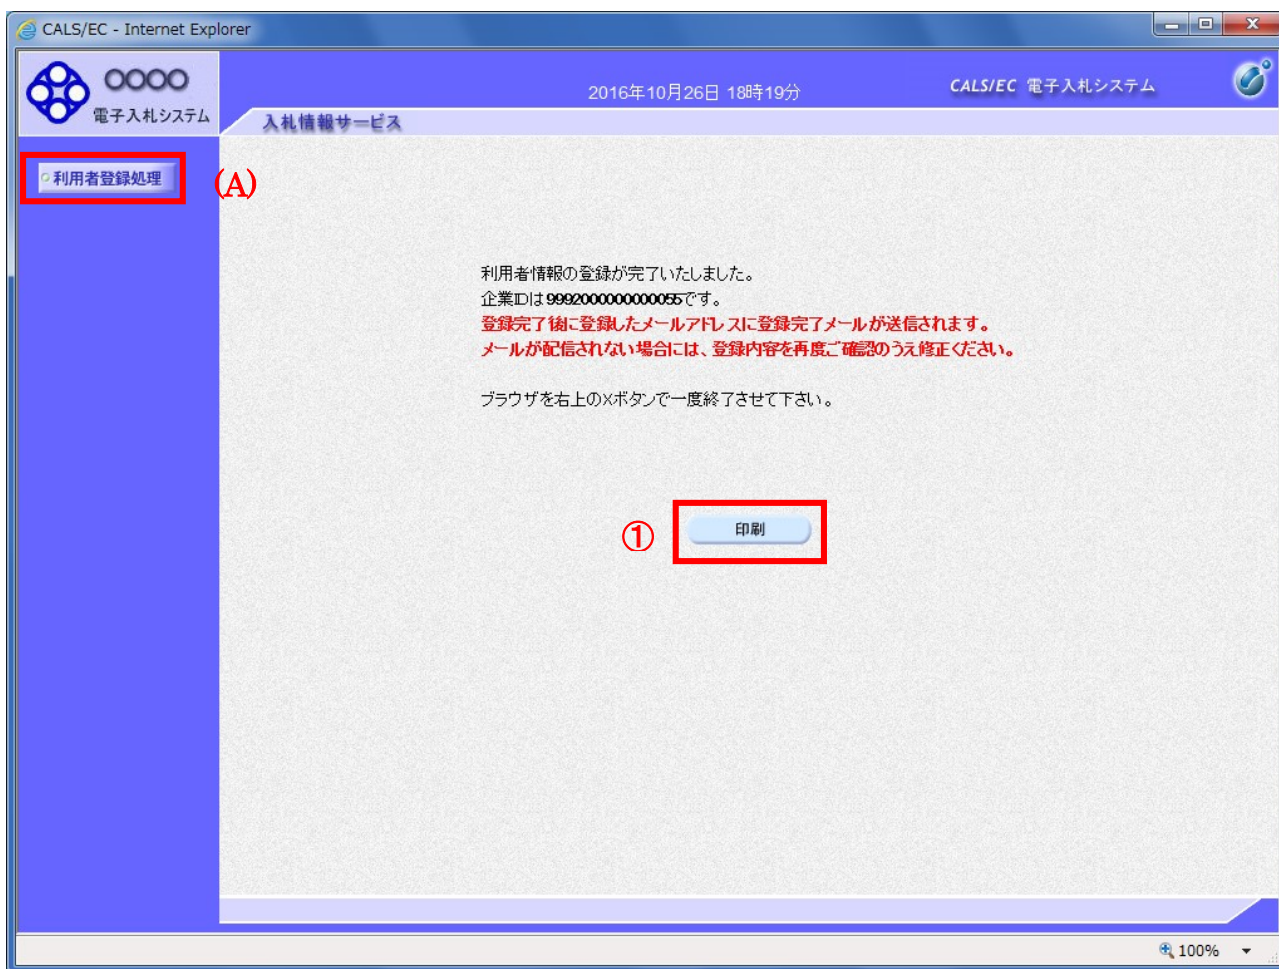 CALS/EC - Internet Explorer
○○○○
電子入札システム
2016年10月26日 18時19分
CALS/EC 電子入札システム
入札情報サービス
利用者登録処理
(A)
利用者情報の登録が完了いたしました。
企業IDは9992000000000055です。
登録完了後に登録したメールアドレスに登録完了メールが送信されます。
メールが配信されない場合には、登録内容を再度ご確認のうえ修正ください。
ブラウザを右上の×ボタンで一度終了させて下さい。
① 印刷
100%